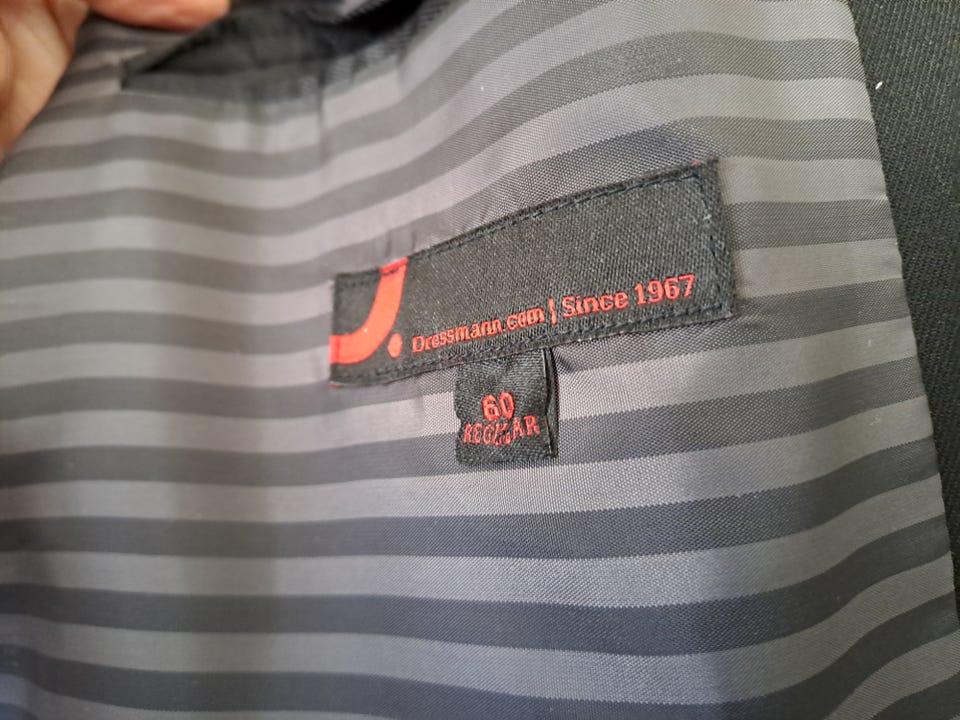 J.
Dressmann.com | Since 1967
60
REGULAR